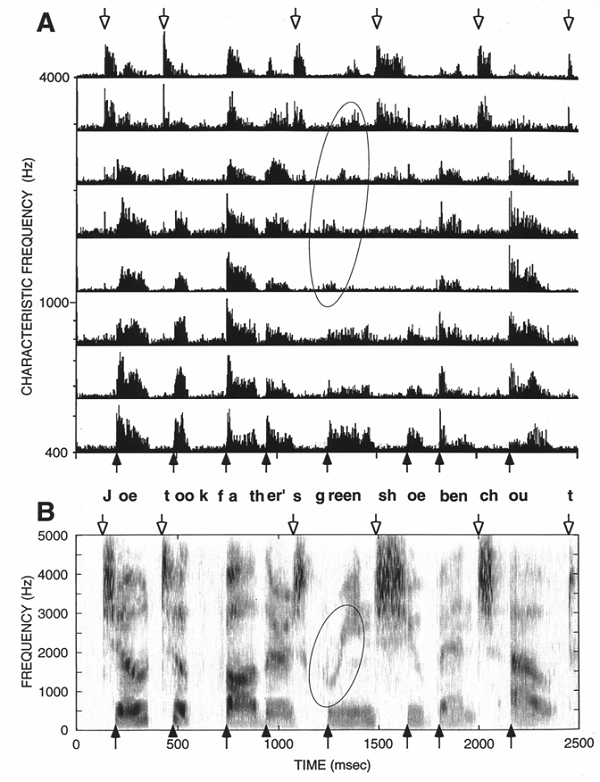 A
4000
CHARACTERISTIC FREQUENCY (Hz)
1000
400
J oe t oo k f a th er' s g reen sh oe ben ch ou t
B
5000
4000
FREQUENCY (Hz)
3000
2000
1000
0
0 500 1000 1500 2000 2500
TIME (msec)